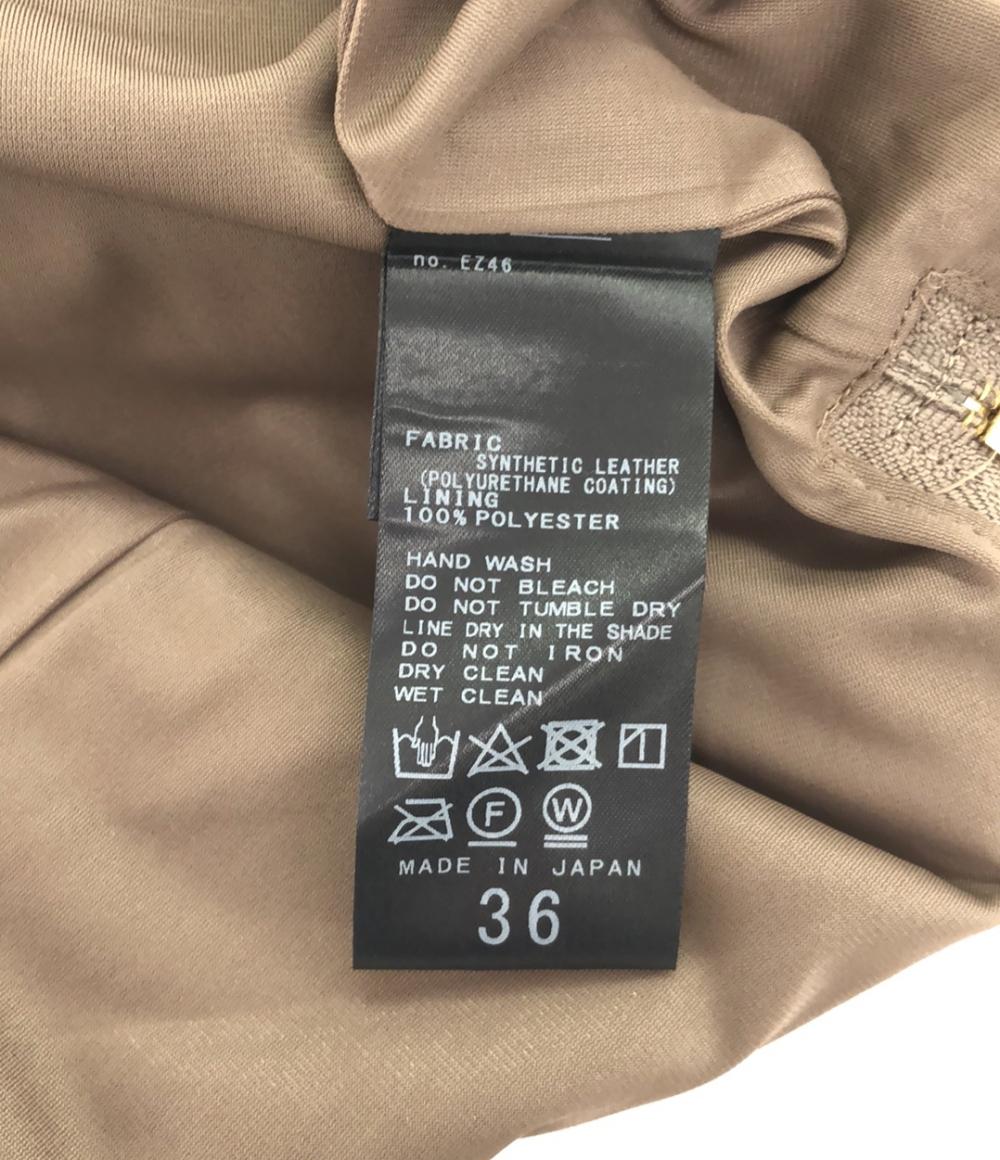 no. EZ46
FABRIC
SYNTHETIC LEATHER
(POLYURETHANE COATING)
LINING
100% POLYESTER
HAND WASH
DO NOT BLEACH
DO NOT TUMBLE DRY
LINE DRY IN THE SHADE
DO NOT IRON
DRY CLEAN
WET CLEAN
F W
MADE IN JAPAN
36